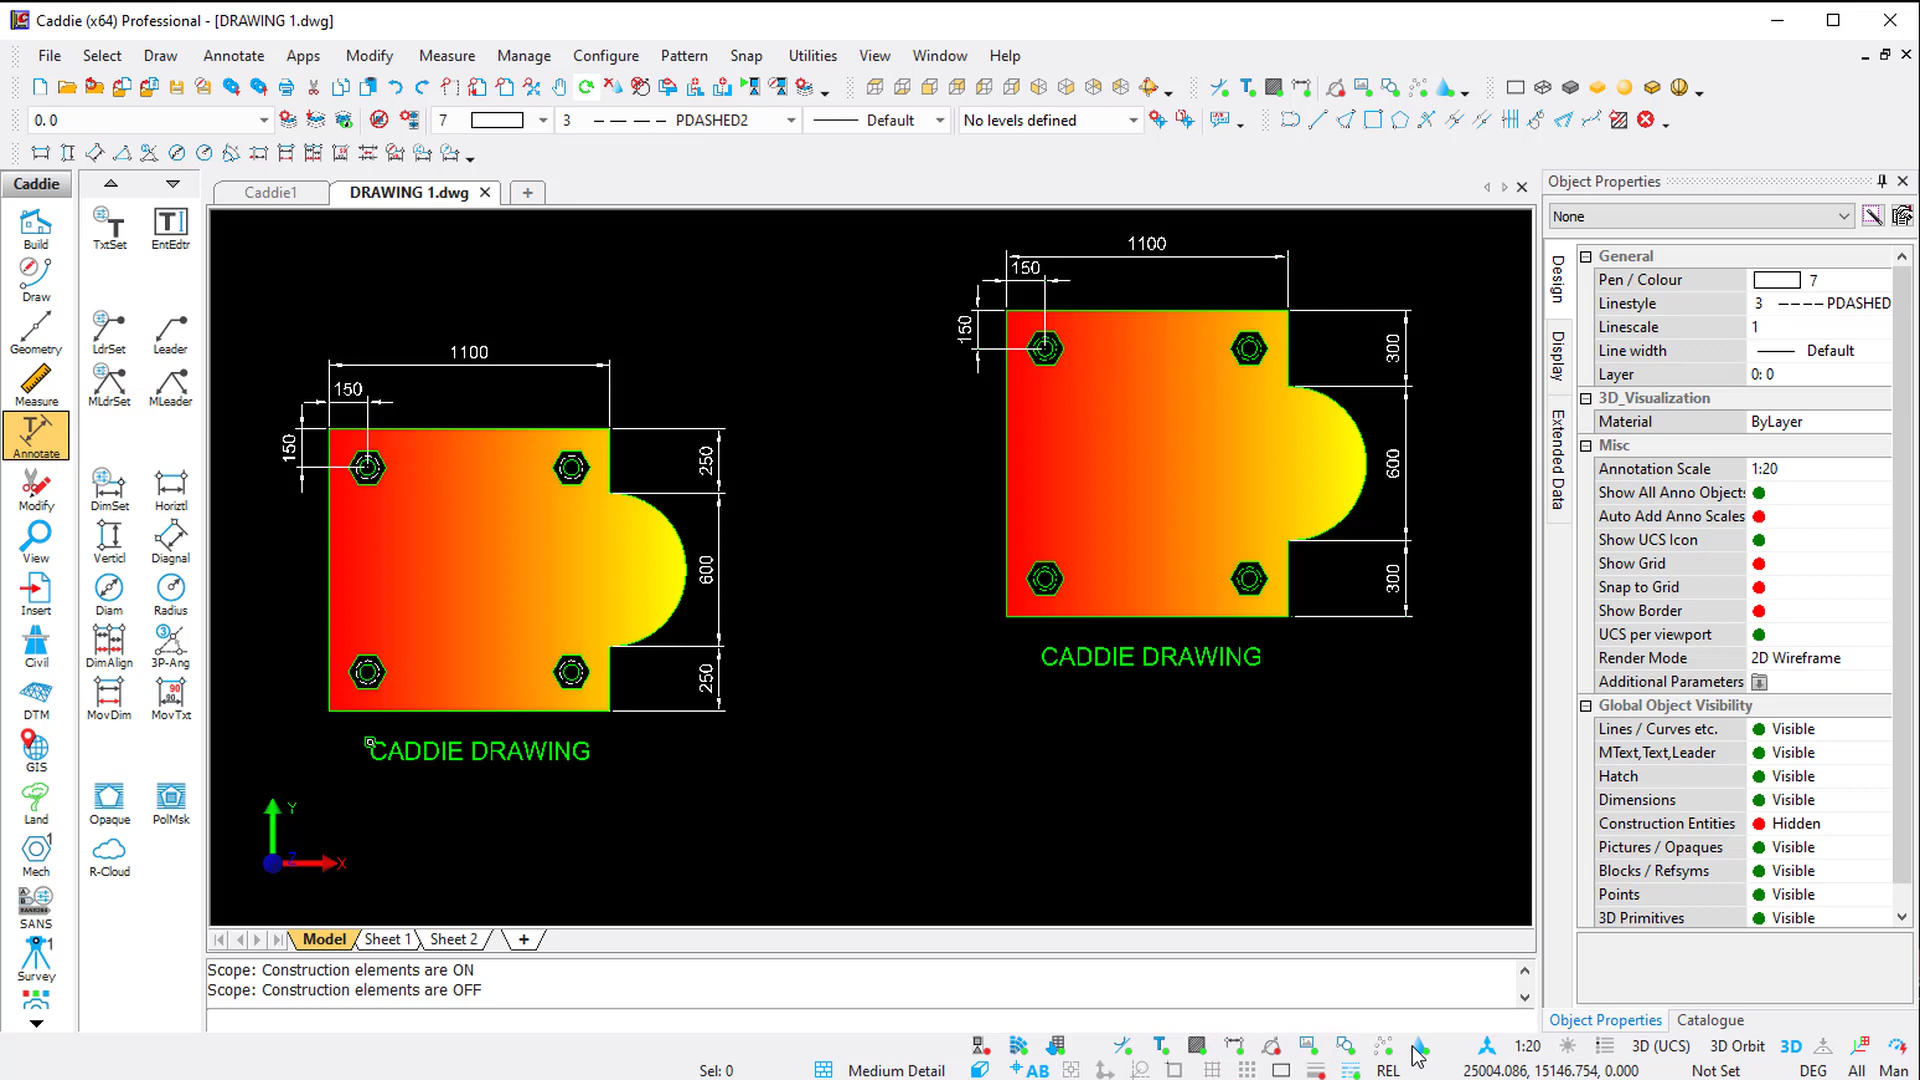 Caddie (x64) Professional - [DRAWING 1.dwg]
File Select Draw Annotate Apps Modify Measure Manage Configure Pattern Snap Utilities View Window Help
0. 0
7
3
PDASHED2
Default
No levels defined
Caddie
Caddie1
DRAWING 1.dwg
Object Properties
None
Build
Draw
Geometry
Measure
Annotate
Modify
View
Insert
Civil
DTM
GIS
Land
Mech
SANS
Survey
TxtSet
EntEdtr
LdrSet
Leader
MLdrSet
MLeader
DimSet
Horiztl
Verticl
Diagnal
Diam
Radius
DimAlign
3P-Ang
MovDim
MovTxt
Opaque
PolMsk
R-Cloud
1100
150
150
250
600
250
CADDIE DRAWING
1100
150
150
300
600
300
CADDIE DRAWING
Y
Z
X
Design
Display
Extended Data
General
Pen / Colour 7
Linestyle 3 PDASHED
Linescale 1
Line width Default
Layer 0: 0
3D_Visualization
Material ByLayer
Misc
Annotation Scale 1:20
Show All Anno Objects
Auto Add Anno Scales
Show UCS Icon
Show Grid
Snap to Grid
Show Border
UCS per viewport
Render Mode 2D Wireframe
Additional Parameters
Global Object Visibility
Lines / Curves etc. Visible
MText,Text,Leader Visible
Hatch Visible
Dimensions Visible
Construction Entities Hidden
Pictures / Opaques Visible
Blocks / Refsyms Visible
Points Visible
3D Primitives Visible
Model Sheet 1 Sheet 2
Scope: Construction elements are ON
Scope: Construction elements are OFF
Object Properties Catalogue
1:20 3D (UCS) 3D Orbit 3D
Sel: 0 Medium Detail AB REL 25004.086, 15146.754, 0.000 Not Set DEG All Man